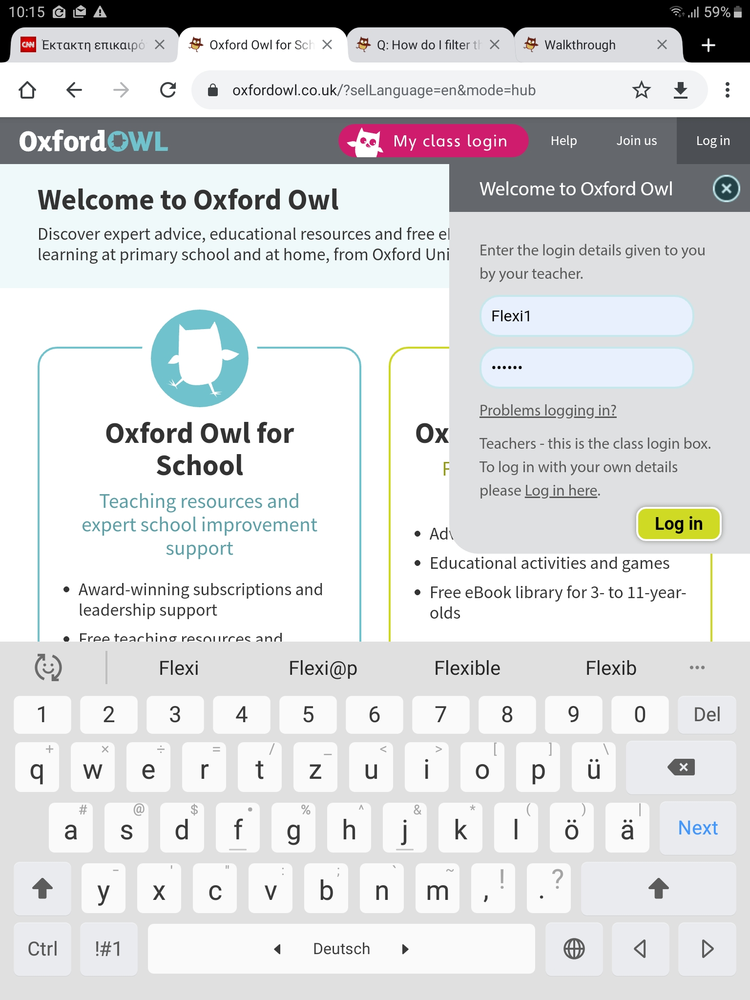 10:15
59%
CNN Έκτακτη επικαιρό
Oxford Owl for Sch
Q: How do I filter th
Walkthrough
oxfordowl.co.uk/?selLanguage=en&mode=hub
OxfordOWL
My class login
Help
Join us
Log in
Welcome to Oxford Owl
Discover expert advice, educational resources and free e
learning at primary school and at home, from Oxford Uni
Welcome to Oxford Owl
Enter the login details given to you
by your teacher.
Flexi1
••••••
Problems logging in?
Teachers - this is the class login box.
To log in with your own details
please Log in here.
Log in
Oxford Owl for
School
Teaching resources and
expert school improvement
support
• Award-winning subscriptions and
leadership support
• Free teaching resources and
Ox
F
• Adv
• Educational activities and games
• Free eBook library for 3- to 11-year-
olds
Flexi Flexi@p Flexible Flexib ...
1 2 3 4 5 6 7 8 9 0 Del
+ × ÷ = / _ < > [ ] \
q w e r t z u i o p ü
# @ $ • % ^ & * ( ) |
a s d f g h j k l ö ä Next
- ' " : ; ` ~ ! ?
y x c v b n m , .
Ctrl !#1 Deutsch